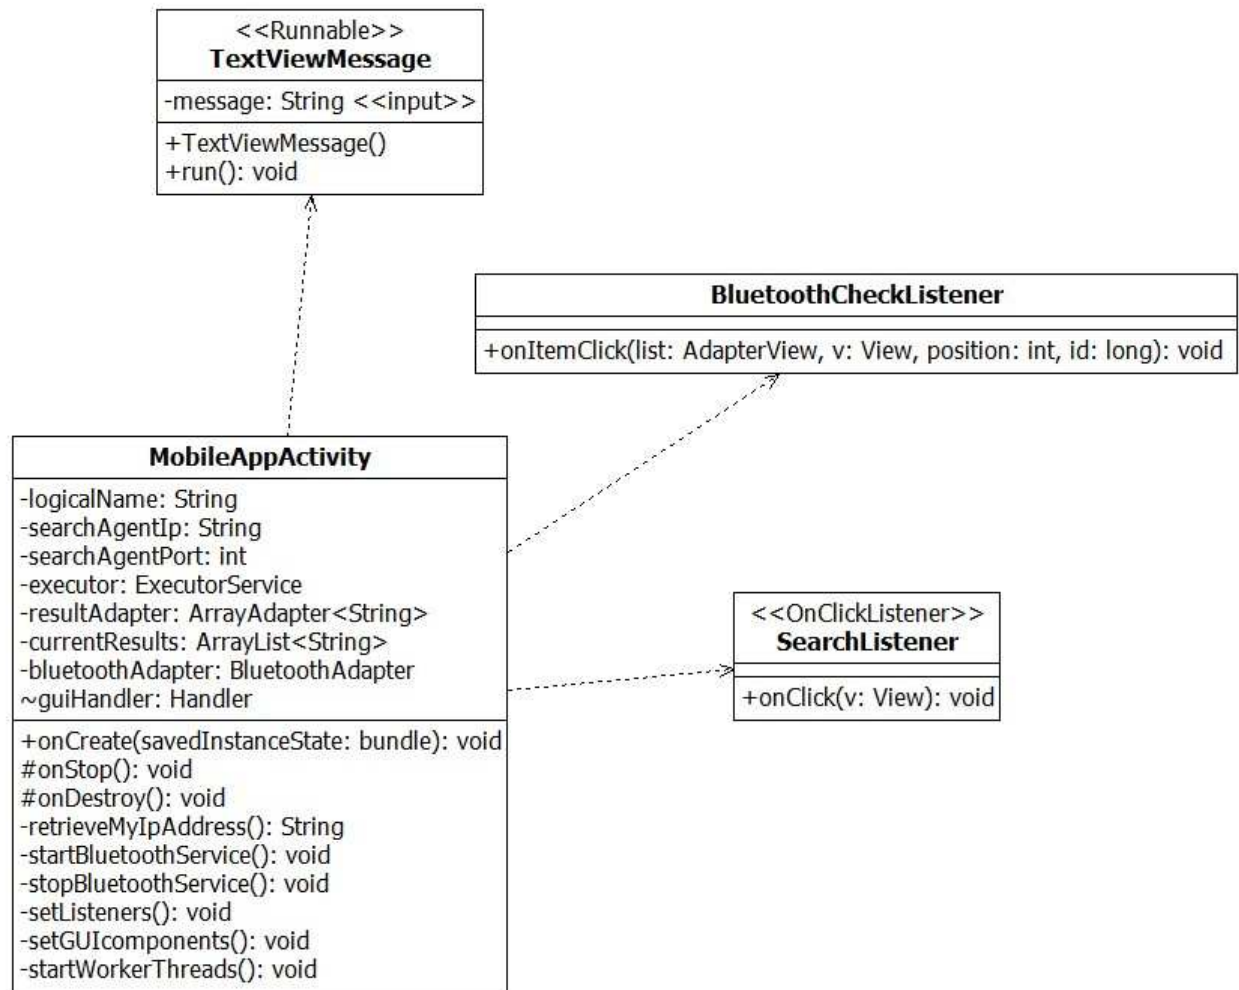 <<Runnable>>
TextViewMessage
-message: String <<input>>
+TextViewMessage()
+run(): void
BluetoothCheckListener
+onItemClick(list: AdapterView, v: View, position: int, id: long): void
MobileAppActivity
-logicalName: String
-searchAgentIp: String
-searchAgentPort: int
-executor: ExecutorService
-resultAdapter: ArrayAdapter<String>
-currentResults: ArrayList<String>
-bluetoothAdapter: BluetoothAdapter
~guiHandler: Handler
+onCreate(savedInstanceState: bundle): void
#onStop(): void
#onDestroy(): void
-retrieveMyIpAddress(): String
-startBluetoothService(): void
-stopBluetoothService(): void
-setListeners(): void
-setGUIcomponents(): void
-startWorkerThreads(): void
<<OnClickListener>>
SearchListener
+onClick(v: View): void